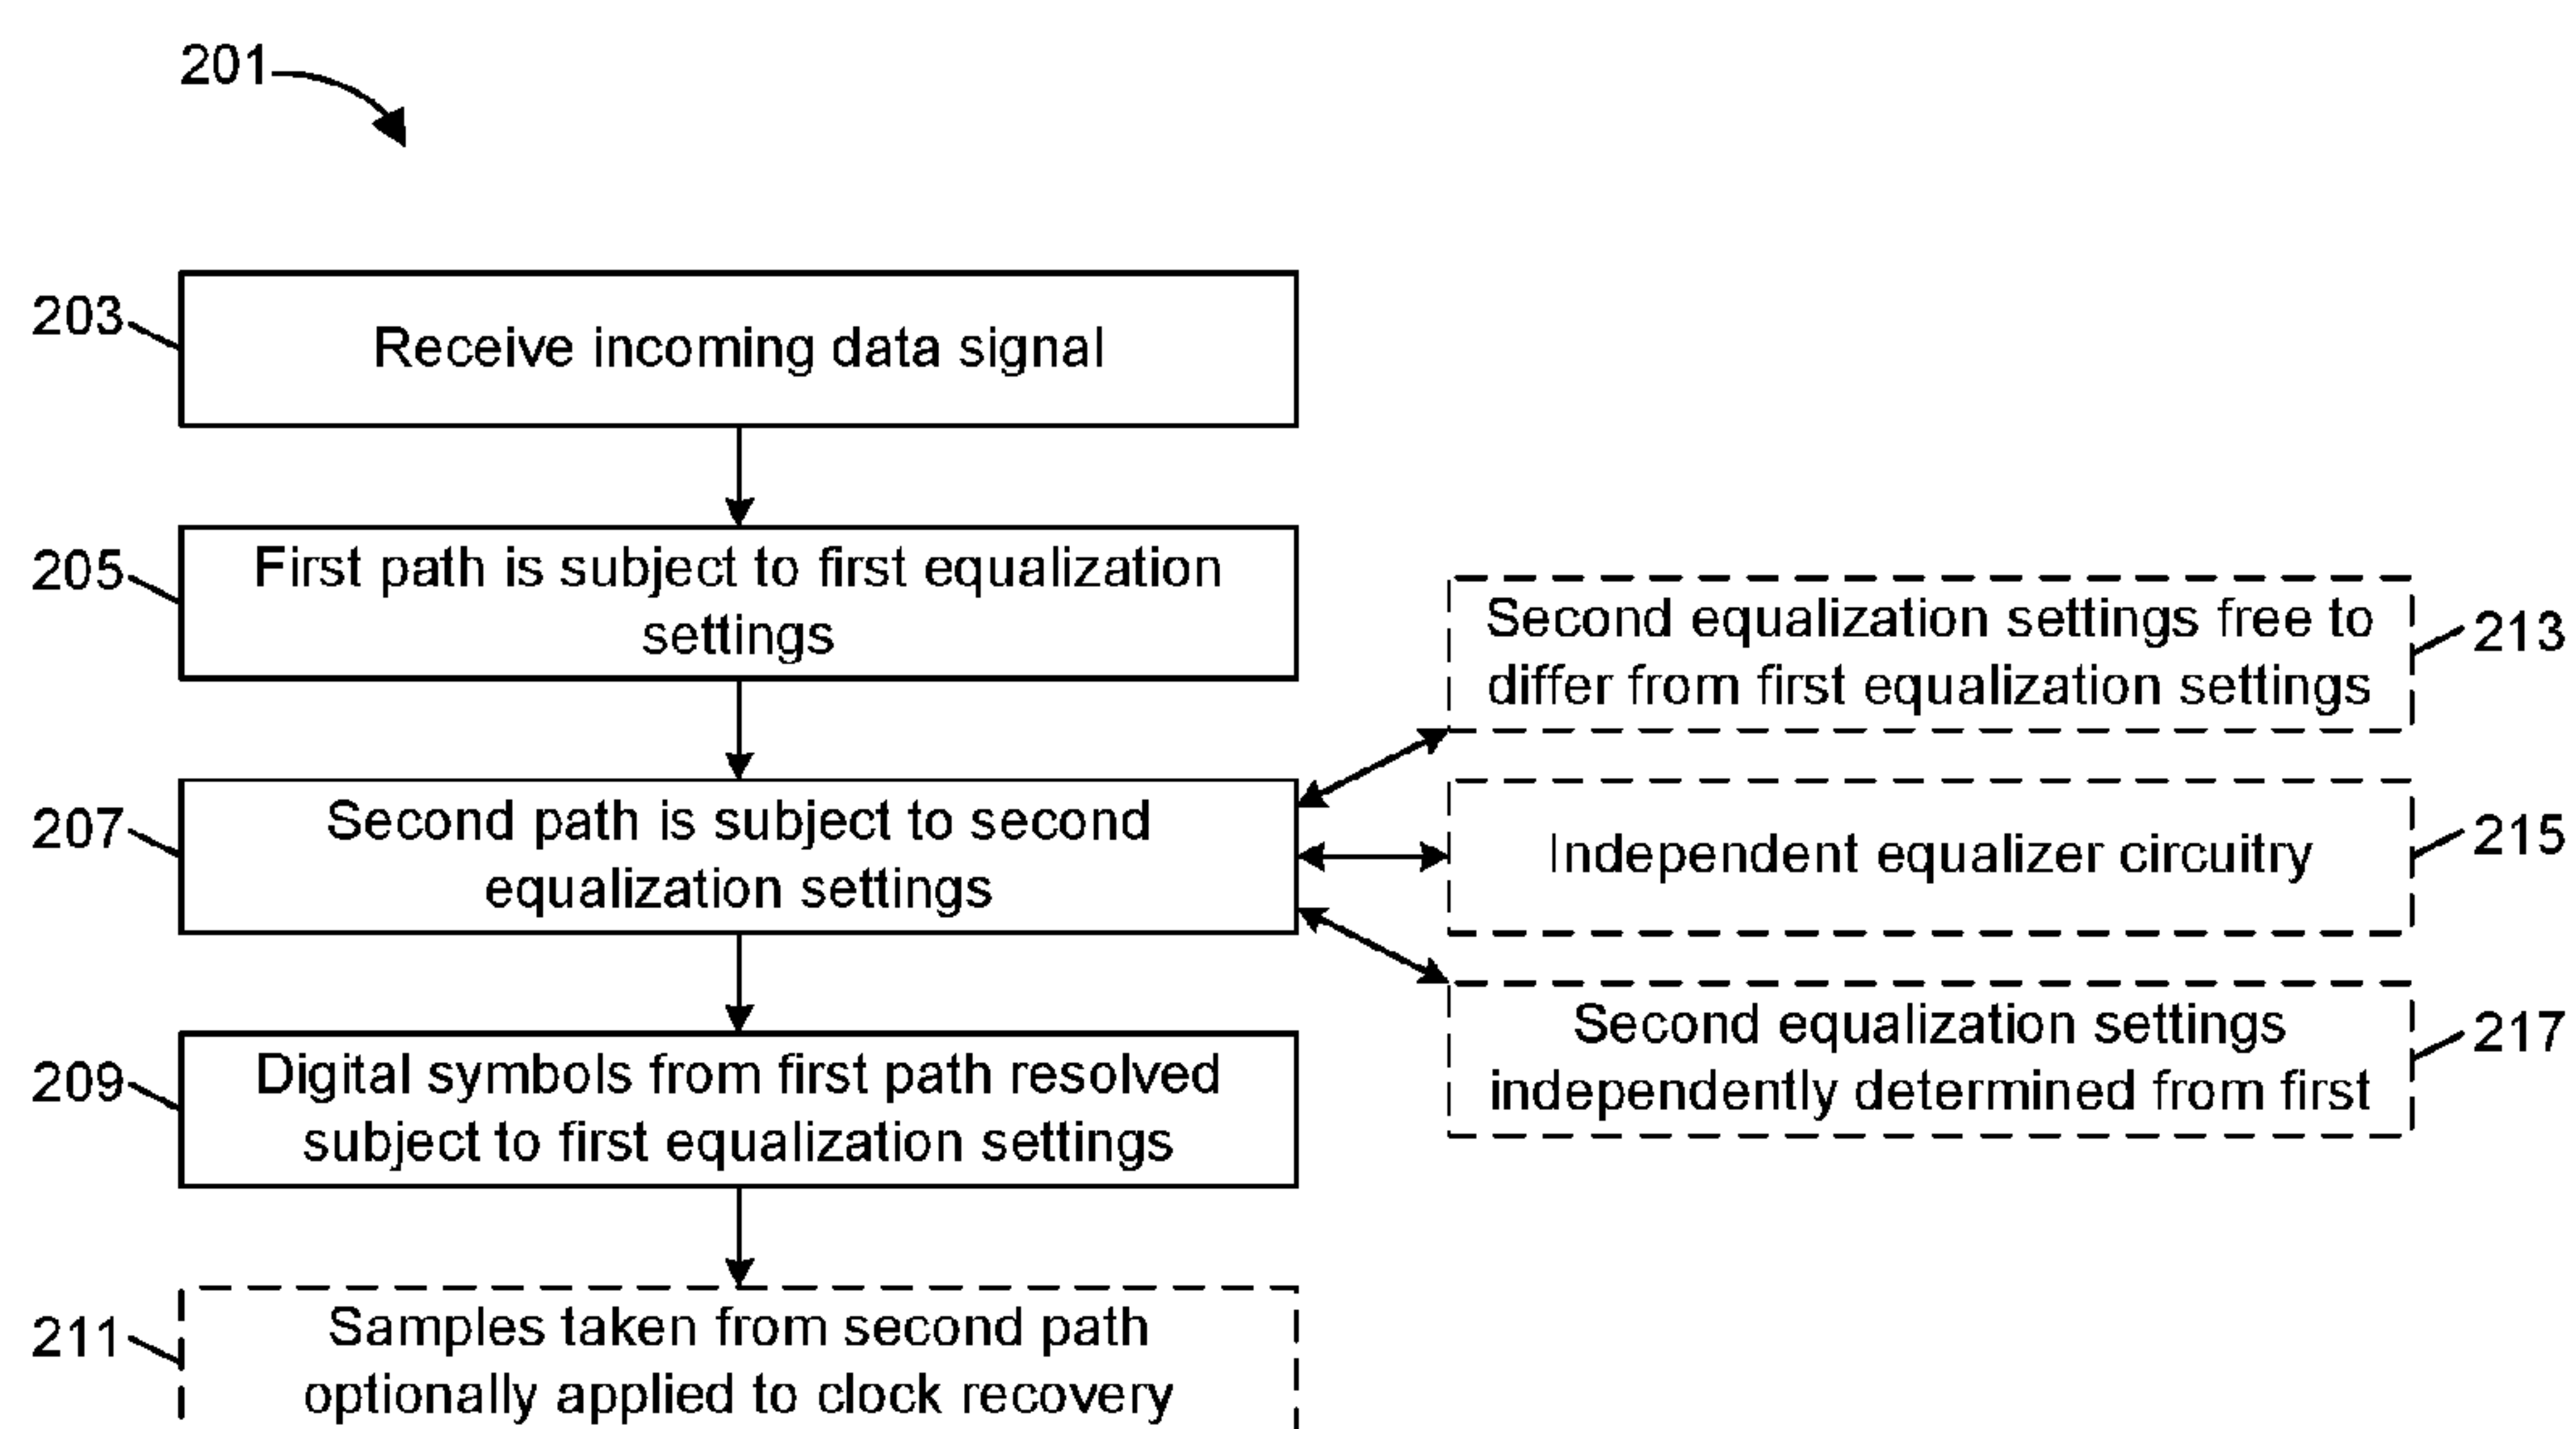 201
203
Receive incoming data signal
205
First path is subject to first equalization
settings
207
Second path is subject to second
equalization settings
209
Digital symbols from first path resolved
subject to first equalization settings
211
Samples taken from second path
optionally applied to clock recovery
Second equalization settings free to
differ from first equalization settings
213
Independent equalizer circuitry
215
Second equalization settings
independently determined from first
217